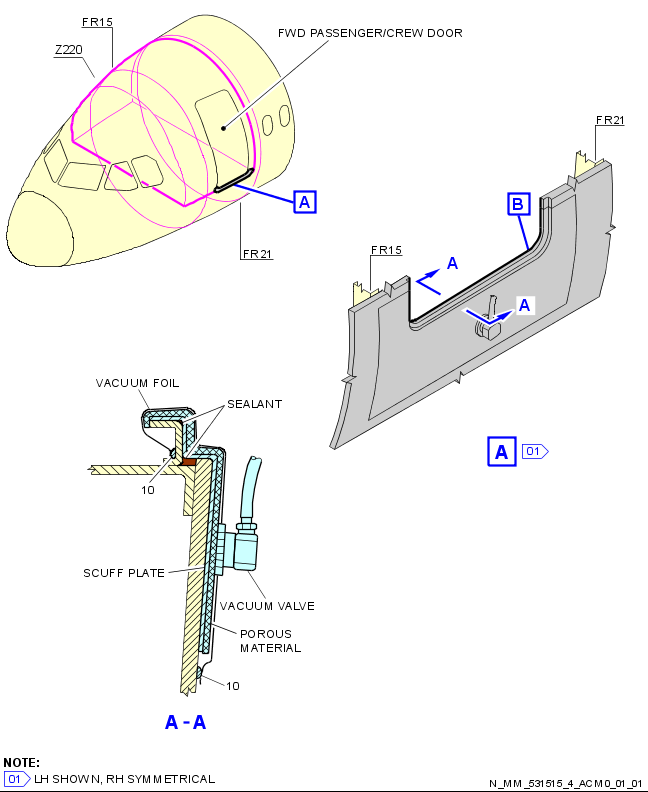 FR15
Z220
FWD PASSENGER/CREW DOOR
A
FR21
FR21
B
FR15
A
A
A 01
VACUUM FOIL
SEALANT
10
SCUFF PLATE
VACUUM VALVE
POROUS
MATERIAL
10
A - A
NOTE:
01 LH SHOWN, RH SYMMETRICAL
N_MM_531515_4_ACM0_01_01